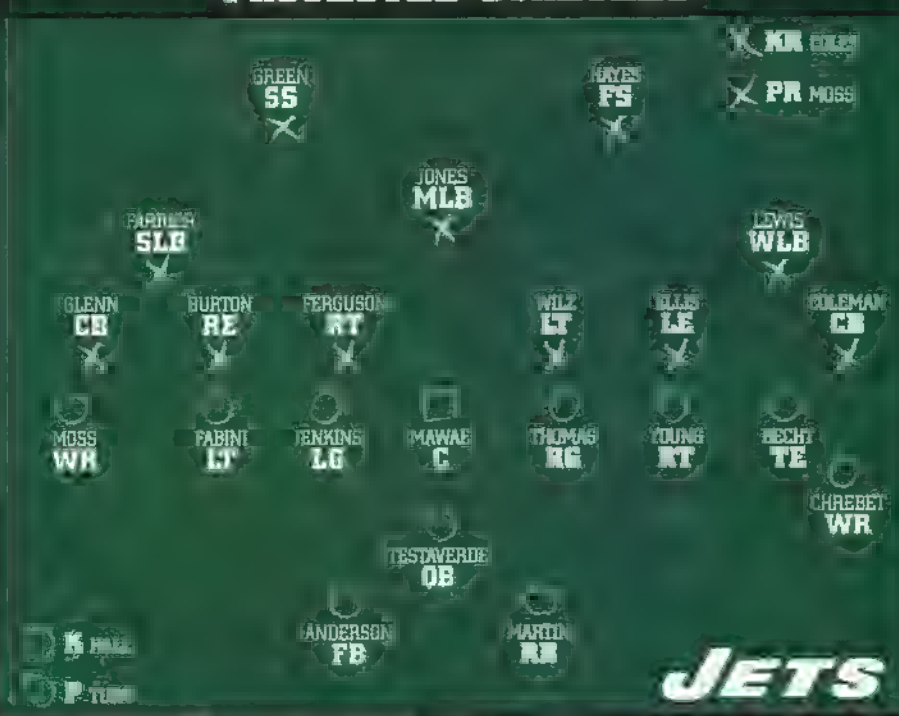 KR
GREEN HAYES
SS FS
PR MOSS
JONES
MLB
LEWIS
SLB WLB
GLENN BURTON FERGUSON WILZ ELLIS COLEMAN
CB RE RT LT LE CB
MOSS FABINI JENKINS MAWAE THOMAS YOUNG BECHT
WR LT LG C RG RT TE
CHREBET
WR
TESTAVERDE
QB
ANDERSON MARTIN
FB RB
K
P
JETS